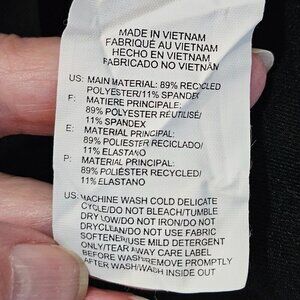 MADE IN VIETNAM
FABRIQUÉ AU VIETNAM
HECHO EN VIETNAM
FABRICADO NO VIETNAM
US: MAIN MATERIAL: 89% RECYCLED
POLYESTER/11% SPANDEX
F: MATIERE PRINCIPALE:
89% POLYESTER REUTILISÉ/
11% SPANDEX
E: MATERIAL PRINCIPAL:
89% POLIESTER RECICLADO/
11% ELASTANO
P: MATERIAL PRINCIPAL:
89% POLIÉSTER RECICLADO/
11% ELASTANO
US: MACHINE WASH COLD DELICATE
CYCLE/DO NOT BLEACH/TUMBLE
DRY LOW/DO NOT IRON/DO NOT
DRYCLEAN/DO NOT USE FABRIC
SOFTENER/USE MILD DETERGENT
ONLY/TEAR AWAY CARE LABEL
BEFORE WASH/REMOVE PROMPTLY
AFTER WASH/WASH INSIDE OUT